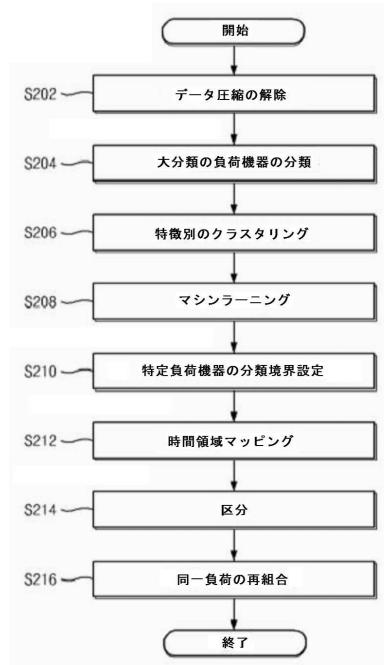 開始
S202
データ圧縮の解除
S204
大分類の負荷機器の分類
S206
特徴別のクラスタリング
S208
マシンラーニング
S210
特定負荷機器の分類境界設定
S212
時間領域マッピング
S214
区分
S216
同一負荷の再組合
終了